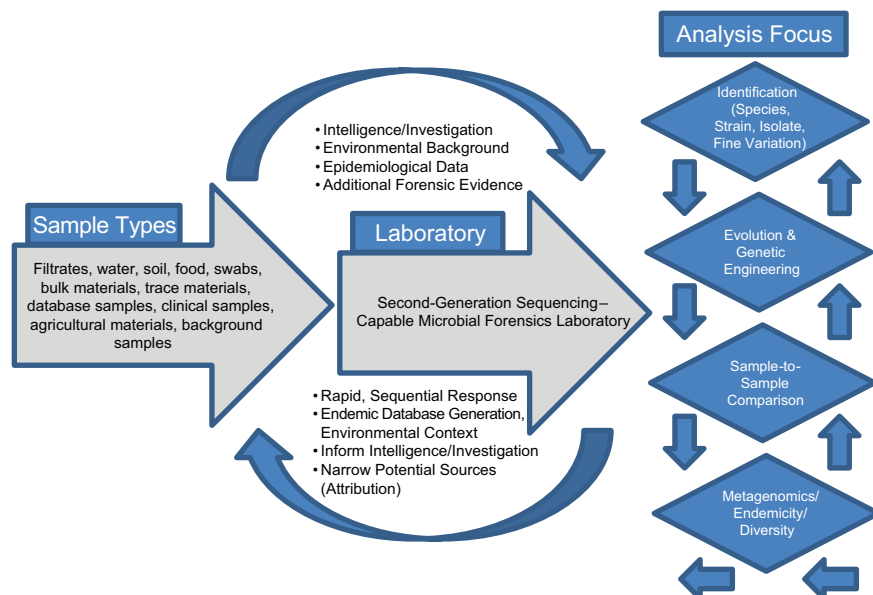 Analysis Focus
Identification
(Species,
Strain, Isolate,
Fine Variation)
• Intelligence/Investigation
• Environmental Background
• Epidemiological Data
• Additional Forensic Evidence
Sample Types
Filtrates, water, soil, food, swabs,
bulk materials, trace materials,
database samples, clinical samples,
agricultural materials, background
samples
Laboratory
Second-Generation Sequencing–
Capable Microbial Forensics Laboratory
Evolution &
Genetic
Engineering
Sample-to-
Sample
Comparison
• Rapid, Sequential Response
• Endemic Database Generation,
Environmental Context
• Inform Intelligence/Investigation
• Narrow Potential Sources
(Attribution)
Metagenomics/
Endemicity/
Diversity